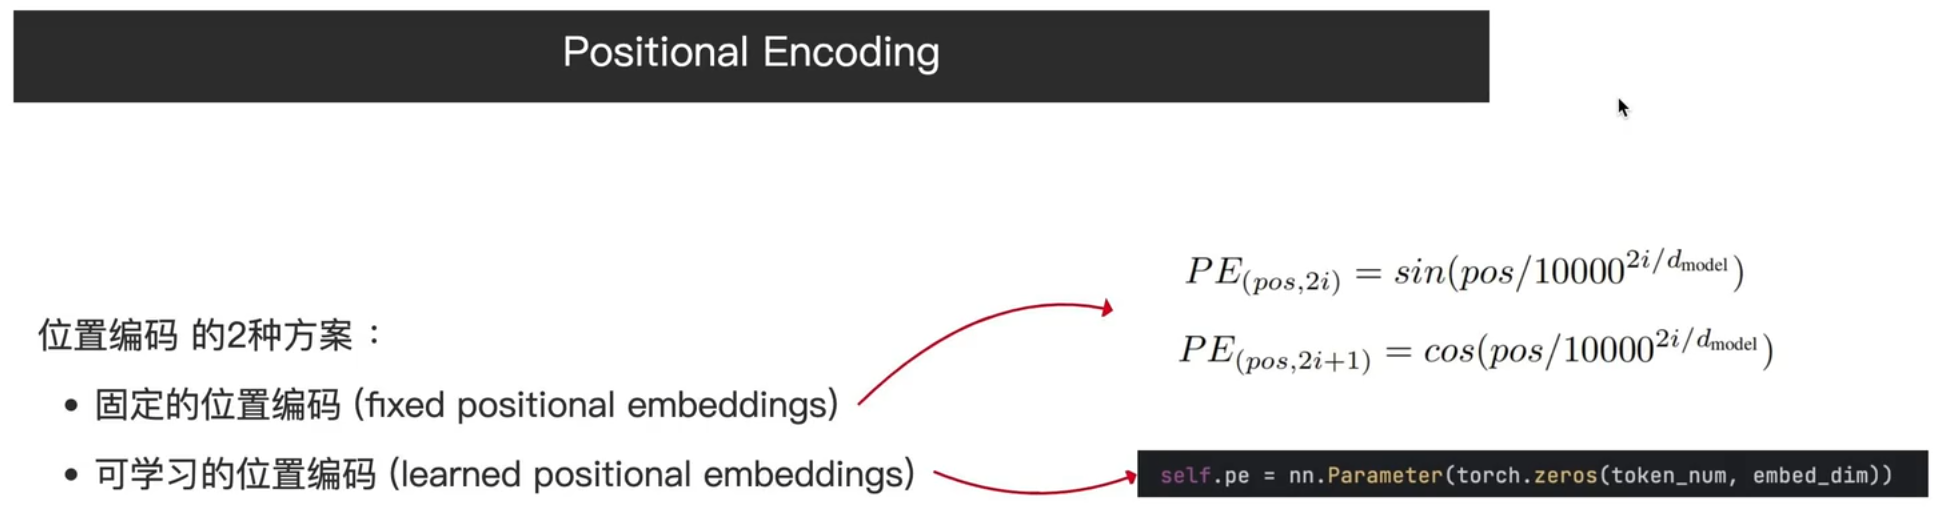 Positional Encoding
位置编码 的2种方案：
• 固定的位置编码 (fixed positional embeddings)
• 可学习的位置编码 (learned positional embeddings)
$PE_{(pos,2i)} = sin(pos/10000^{2i/d_{\text{model}}})$
$PE_{(pos,2i+1)} = cos(pos/10000^{2i/d_{\text{model}}})$
self.pe = nn.Parameter(torch.zeros(token_num, embed_dim))